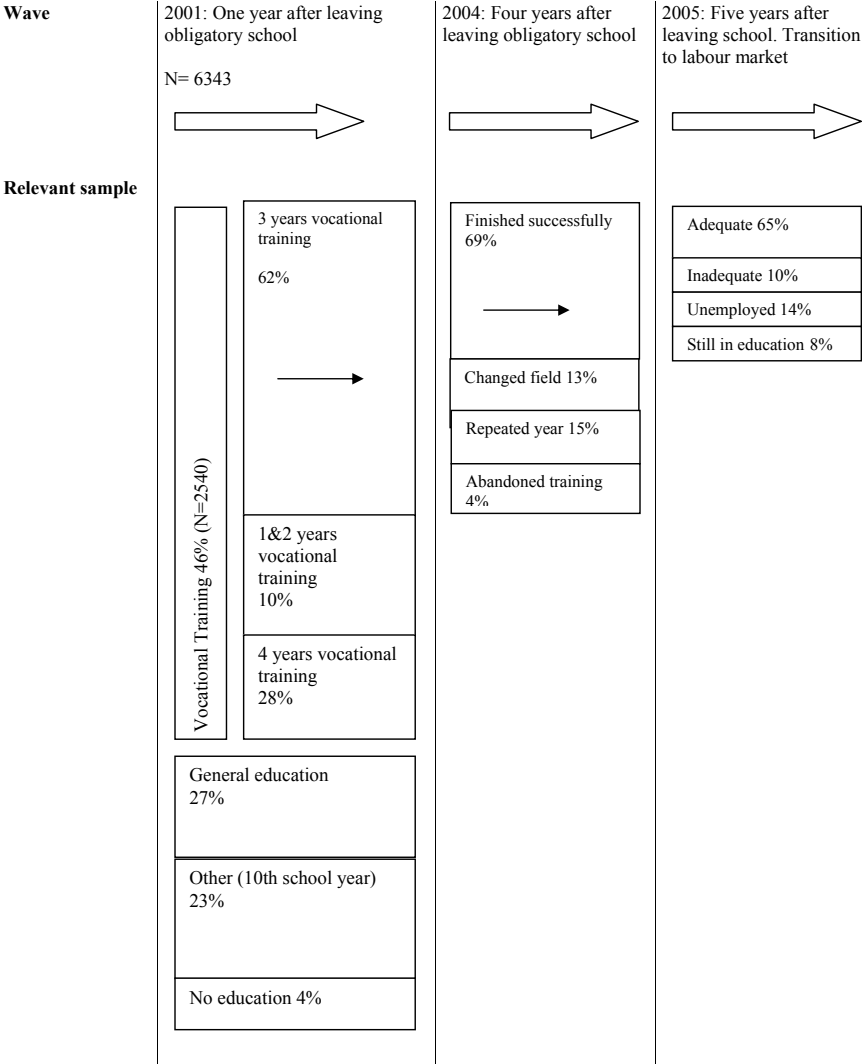 Wave
2001: One year after leaving
obligatory school
N= 6343
2004: Four years after
leaving obligatory school
2005: Five years after
leaving school. Transition
to labour market
Relevant sample
Vocational Training 46% (N=2540)
3 years vocational
training
62%
1&2 years
vocational
training
10%
4 years vocational
training
28%
General education
27%
Other (10th school year)
23%
No education 4%
Finished successfully
69%
Changed field 13%
Repeated year 15%
Abandoned training
4%
Adequate 65%
Inadequate 10%
Unemployed 14%
Still in education 8%